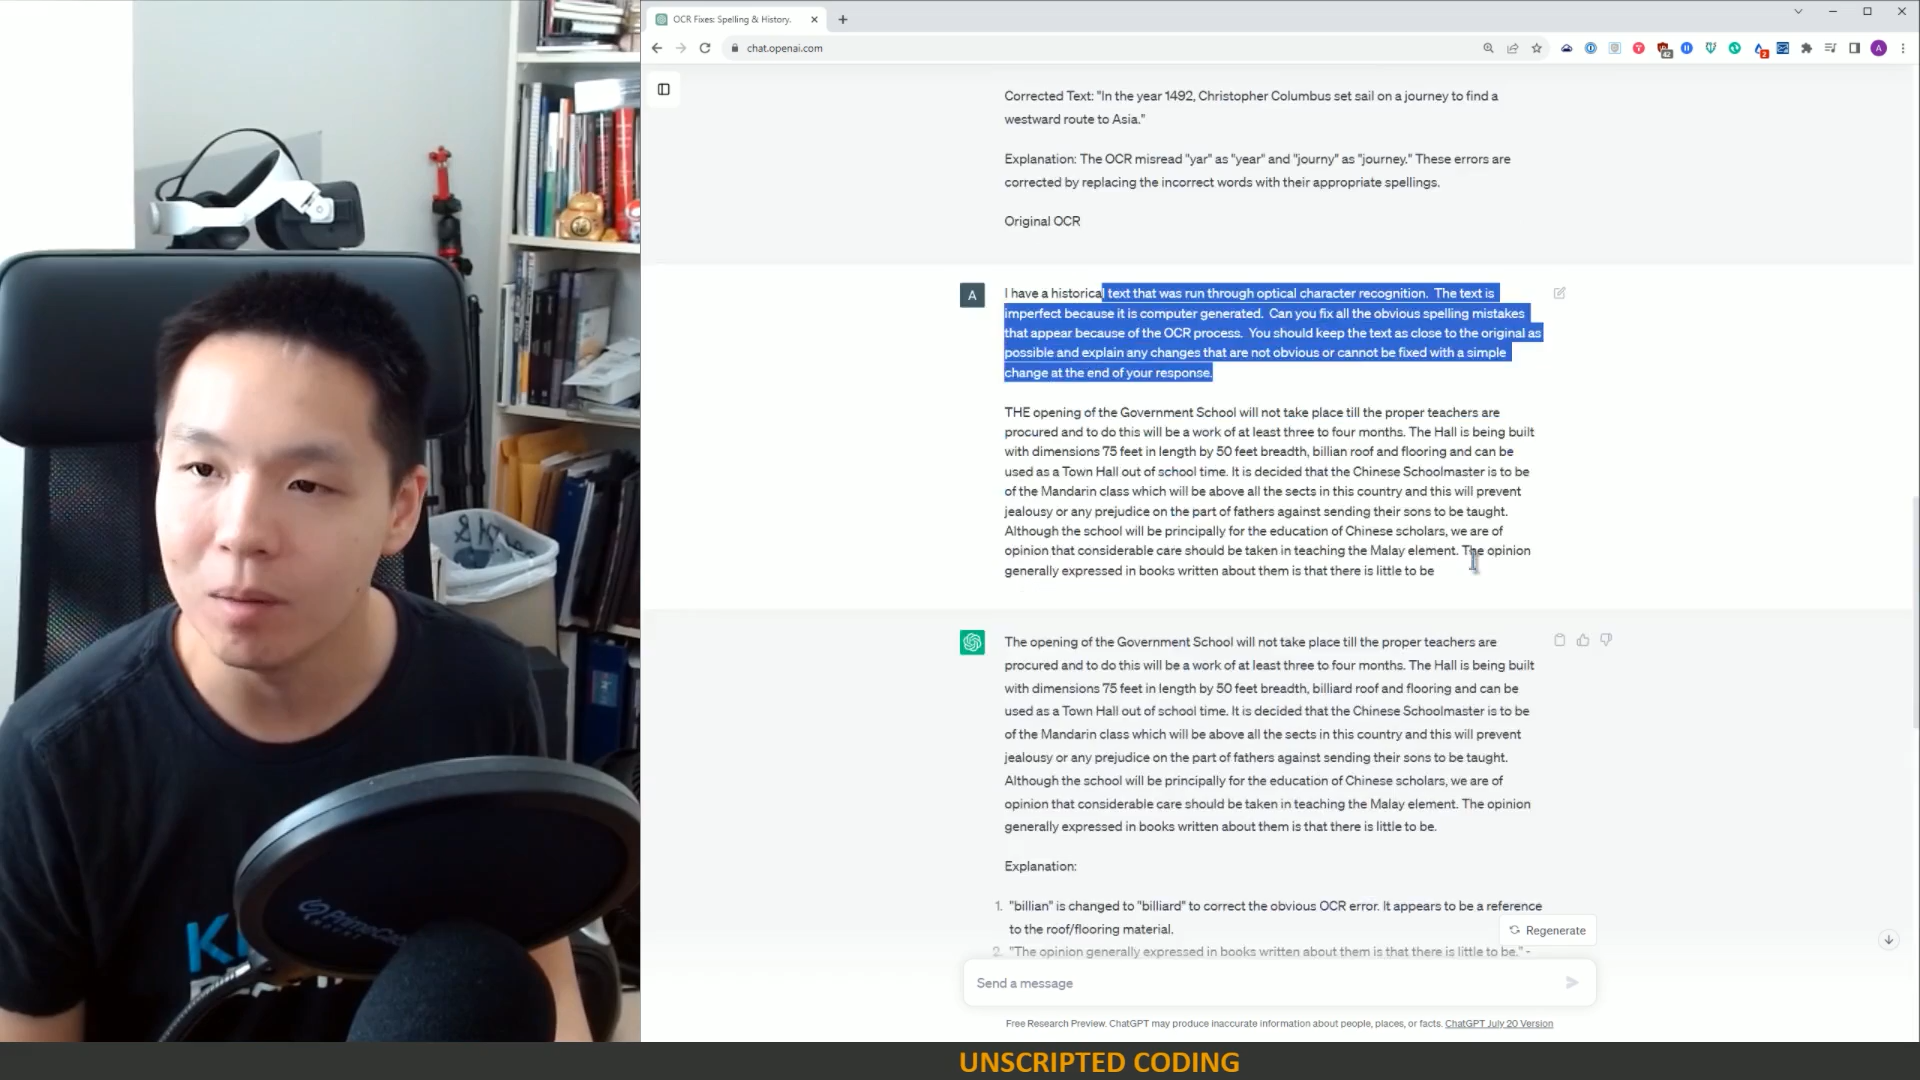 OCR Fixes: Spelling & History.
chat.openai.com
Corrected Text: "In the year 1492, Christopher Columbus set sail on a journey to find a
westward route to Asia."
Explanation: The OCR misread "yar" as "year" and "journy" as "journey." These errors are
corrected by replacing the incorrect words with their appropriate spellings.
Original OCR
A
I have a historical text that was run through optical character recognition. The text is
imperfect because it is computer generated. Can you fix all the obvious spelling mistakes
that appear because of the OCR process. You should keep the text as close to the original as
possible and explain any changes that are not obvious or cannot be fixed with a simple
change at the end of your response.
THE opening of the Government School will not take place till the proper teachers are
procured and to do this will be a work of at least three to four months. The Hall is being built
with dimensions 75 feet in length by 50 feet breadth, billian roof and flooring and can be
used as a Town Hall out of school time. It is decided that the Chinese Schoolmaster is to be
of the Mandarin class which will be above all the sects in this country and this will prevent
jealousy or any prejudice on the part of fathers against sending their sons to be taught.
Although the school will be principally for the education of Chinese scholars, we are of
opinion that considerable care should be taken in teaching the Malay element. The opinion
generally expressed in books written about them is that there is little to be
The opening of the Government School will not take place till the proper teachers are
procured and to do this will be a work of at least three to four months. The Hall is being built
with dimensions 75 feet in length by 50 feet breadth, billiard roof and flooring and can be
used as a Town Hall out of school time. It is decided that the Chinese Schoolmaster is to be
of the Mandarin class which will be above all the sects in this country and this will prevent
jealousy or any prejudice on the part of fathers against sending their sons to be taught.
Although the school will be principally for the education of Chinese scholars, we are of
opinion that considerable care should be taken in teaching the Malay element. The opinion
generally expressed in books written about them is that there is little to be.
Explanation:
1. "billian" is changed to "billiard" to correct the obvious OCR error. It appears to be a reference
to the roof/flooring material.
2. "The opinion generally expressed in books written about them is that there is little to be." -
Regenerate
Send a message
Free Research Preview. ChatGPT may produce inaccurate information about people, places, or facts. ChatGPT July 20 Version
UNSCRIPTED CODING